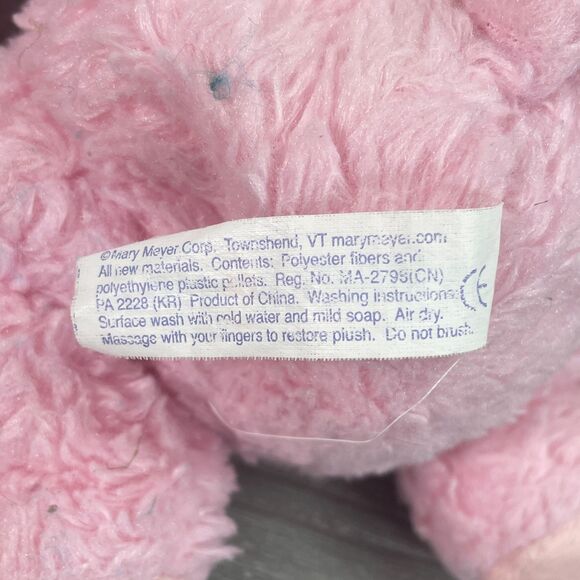 ©Mary Meyer Corp. Townshend, VT marymeyer.com
All new materials. Contents: Polyester fibers and
polyethylene plastic pellets. Reg. No. MA-2795(CN)
PA 2228 (KR) Product of China. Washing instructions:
Surface wash with cold water and mild soap. Air dry.
Massage with your fingers to restore plush. Do not brush.
CE